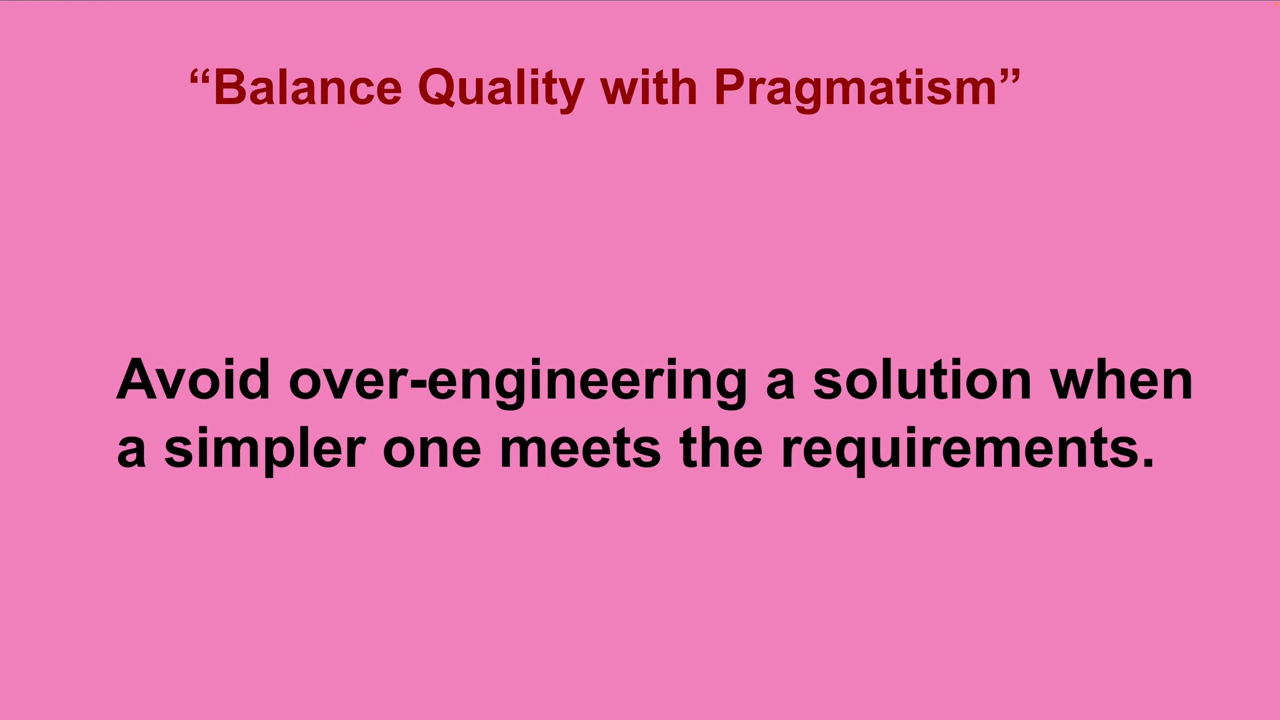 “Balance Quality with Pragmatism”
Avoid over-engineering a solution when
a simpler one meets the requirements.